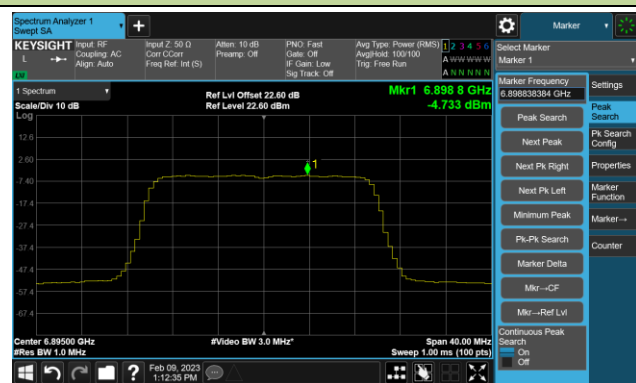 Spectrum Analyzer 1
Swept SA
Marker
KEYSIGHT
L
Input: RF
Coupling: AC
Align: Auto
Input Z: 50 Ω
Corr CCorr
Freq Ref: Int (S)
Atten: 10 dB
Preamp: Off
PNO: Fast
Gate: Off
IF Gain: Low
Sig Track: Off
Avg Type: Power (RMS)
Avg|Hold: 100/100
Trig: Free Run
1 2 3 4 5 6
A W W W W W
A N N N N N
Select Marker
Marker 1
LW
1 Spectrum
Scale/Div 10 dB
Log
Ref Lvl Offset 22.60 dB
Ref Level 22.60 dBm
Mkr1 6.898 8 GHz
-4.733 dBm
12.6
2.60
-7.40
-17.4
-27.4
-37.4
-47.4
-57.4
-67.4
1
Center 6.89500 GHz
#Res BW 1.0 MHz
#Video BW 3.0 MHz*
Span 40.00 MHz
Sweep 1.00 ms (100 pts)
Marker Frequency
6.898838384 GHz
Peak Search
Next Peak
Next Pk Right
Next Pk Left
Minimum Peak
Pk-Pk Search
Marker Delta
Mkr→CF
Mkr→Ref Lvl
Continuous Peak
Search
On
Off
Settings
Peak
Search
Pk Search
Config
Properties
Marker
Function
Marker→
Counter
?
Feb 09, 2023
1:12:35 PM